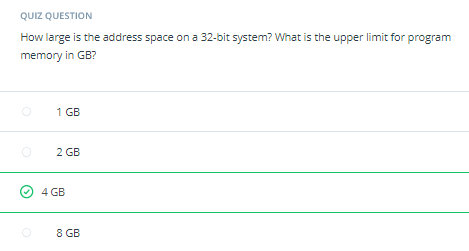 QUIZ QUESTION
How large is the address space on a 32-bit system? What is the upper limit for program
memory in GB?
1 GB
2 GB
4 GB
8 GB